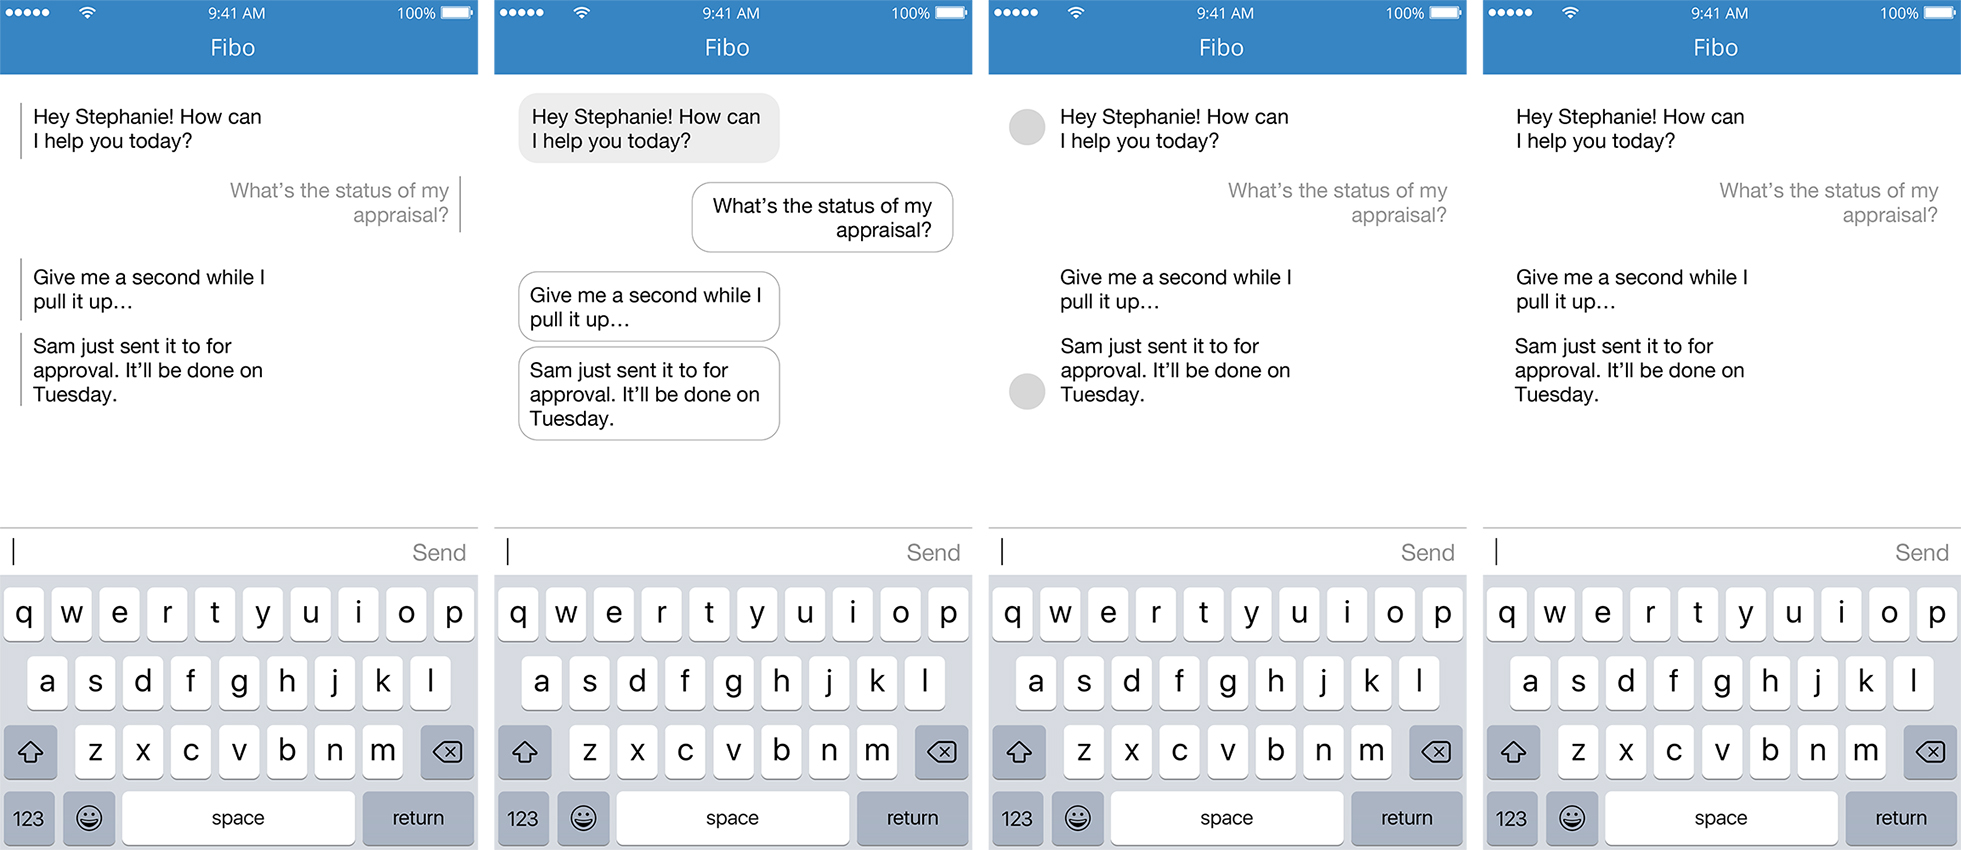 9:41 AM 100%
Fibo
Hey Stephanie! How can
I help you today?
What's the status of my
appraisal?
Give me a second while I
pull it up...
Sam just sent it to for
approval. It'll be done on
Tuesday.
Send
q w e r t y u i o p
a s d f g h j k l
z x c v b n m
123 space return
9:41 AM 100%
Fibo
Hey Stephanie! How can
I help you today?
What's the status of my
appraisal?
Give me a second while I
pull it up...
Sam just sent it to for
approval. It'll be done on
Tuesday.
Send
q w e r t y u i o p
a s d f g h j k l
z x c v b n m
123 space return
9:41 AM 100%
Fibo
Hey Stephanie! How can
I help you today?
What's the status of my
appraisal?
Give me a second while I
pull it up...
Sam just sent it to for
approval. It'll be done on
Tuesday.
Send
q w e r t y u i o p
a s d f g h j k l
z x c v b n m
123 space return
9:41 AM 100%
Fibo
Hey Stephanie! How can
I help you today?
What's the status of my
appraisal?
Give me a second while I
pull it up...
Sam just sent it to for
approval. It'll be done on
Tuesday.
Send
q w e r t y u i o p
a s d f g h j k l
z x c v b n m
123 space return